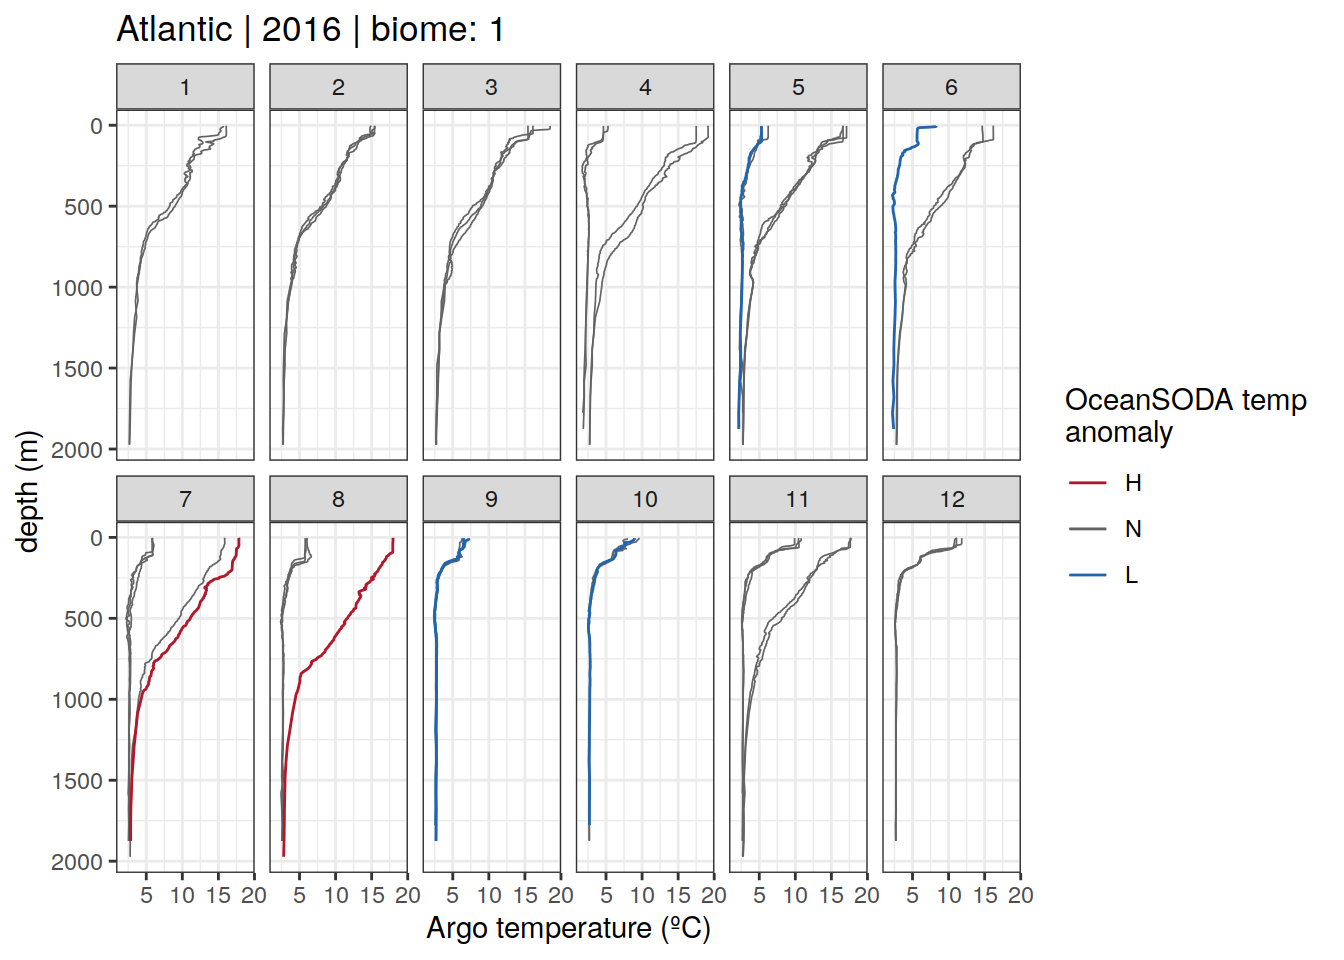 Atlantic | 2016 | biome: 1
1 2 3 4 5 6
0
500
1000
1500
2000
7 8 9 10 11 12
0
500
1000
1500
2000
5 10 15 20 5 10 15 20 5 10 15 20 5 10 15 20 5 10 15 20 5 10 15 20
Argo temperature (ºC)
depth (m)
OceanSODA temp
anomaly
H
N
L